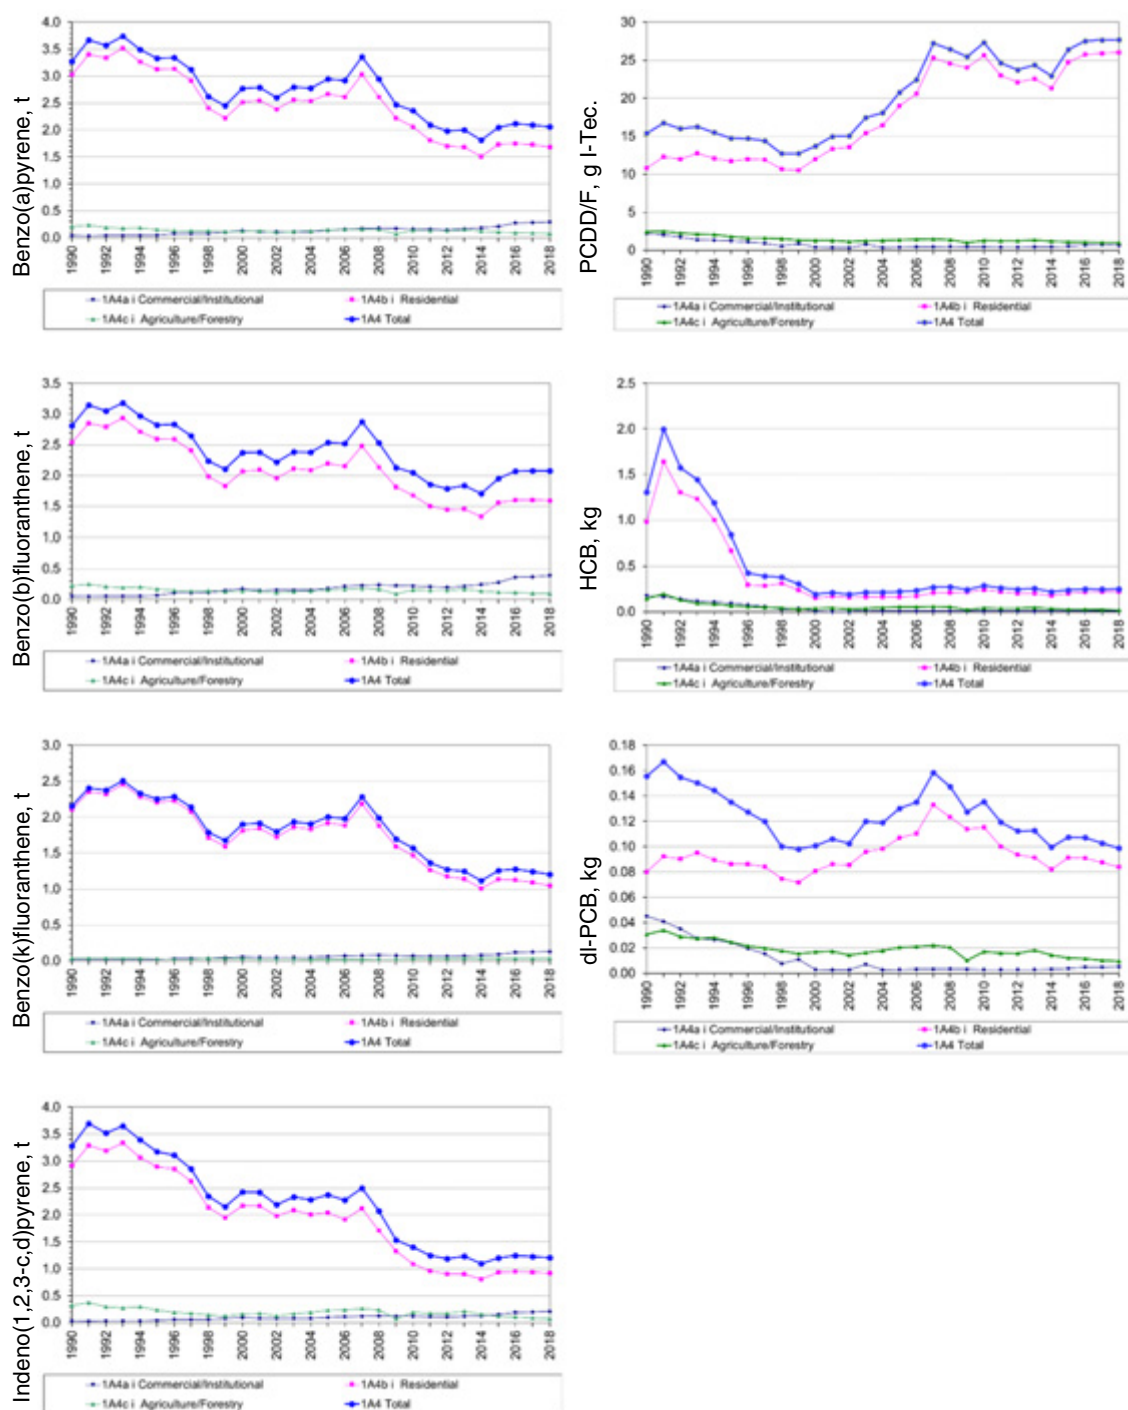 Benzo(a)pyrene, t
4.0
3.5
3.0
2.5
2.0
1.5
1.0
0.5
0.0
1990 1992 1994 1996 1998 2000 2002 2004 2006 2008 2010 2012 2014 2016 2018
1A4a i Commercial/Institutional 1A4b i Residential
1A4c i Agriculture/Forestry 1A4 Total
PCDD/F, g I-Tec.
30
25
20
15
10
5
0
1990 1992 1994 1996 1998 2000 2002 2004 2006 2008 2010 2012 2014 2016 2018
1A4a i Commercial/Institutional 1A4b i Residential
1A4c i Agriculture/Forestry 1A4 Total
Benzo(b)fluoranthene, t
3.5
3.0
2.5
2.0
1.5
1.0
0.5
0.0
1990 1992 1994 1996 1998 2000 2002 2004 2006 2008 2010 2012 2014 2016 2018
1A4a i Commercial/Institutional 1A4b i Residential
1A4c i Agriculture/Forestry 1A4 Total
HCB, kg
2.5
2.0
1.5
1.0
0.5
0.0
1990 1992 1994 1996 1998 2000 2002 2004 2006 2008 2010 2012 2014 2016 2018
1A4a i Commercial/Institutional 1A4b i Residential
1A4c i Agriculture/Forestry 1A4 Total
Benzo(k)fluoranthene, t
3.0
2.5
2.0
1.5
1.0
0.5
0.0
1990 1992 1994 1996 1998 2000 2002 2004 2006 2008 2010 2012 2014 2016 2018
1A4a i Commercial/Institutional 1A4b i Residential
1A4c i Agriculture/Forestry 1A4 Total
dl-PCB, kg
0.18
0.16
0.14
0.12
0.10
0.08
0.06
0.04
0.02
0.00
1990 1992 1994 1996 1998 2000 2002 2004 2006 2008 2010 2012 2014 2016 2018
1A4a i Commercial/Institutional 1A4b i Residential
1A4c i Agriculture/Forestry 1A4 Total
Indeno(1,2,3-c,d)pyrene, t
4.0
3.5
3.0
2.5
2.0
1.5
1.0
0.5
0.0
1990 1992 1994 1996 1998 2000 2002 2004 2006 2008 2010 2012 2014 2016 2018
1A4a i Commercial/Institutional 1A4b i Residential
1A4c i Agriculture/Forestry 1A4 Total